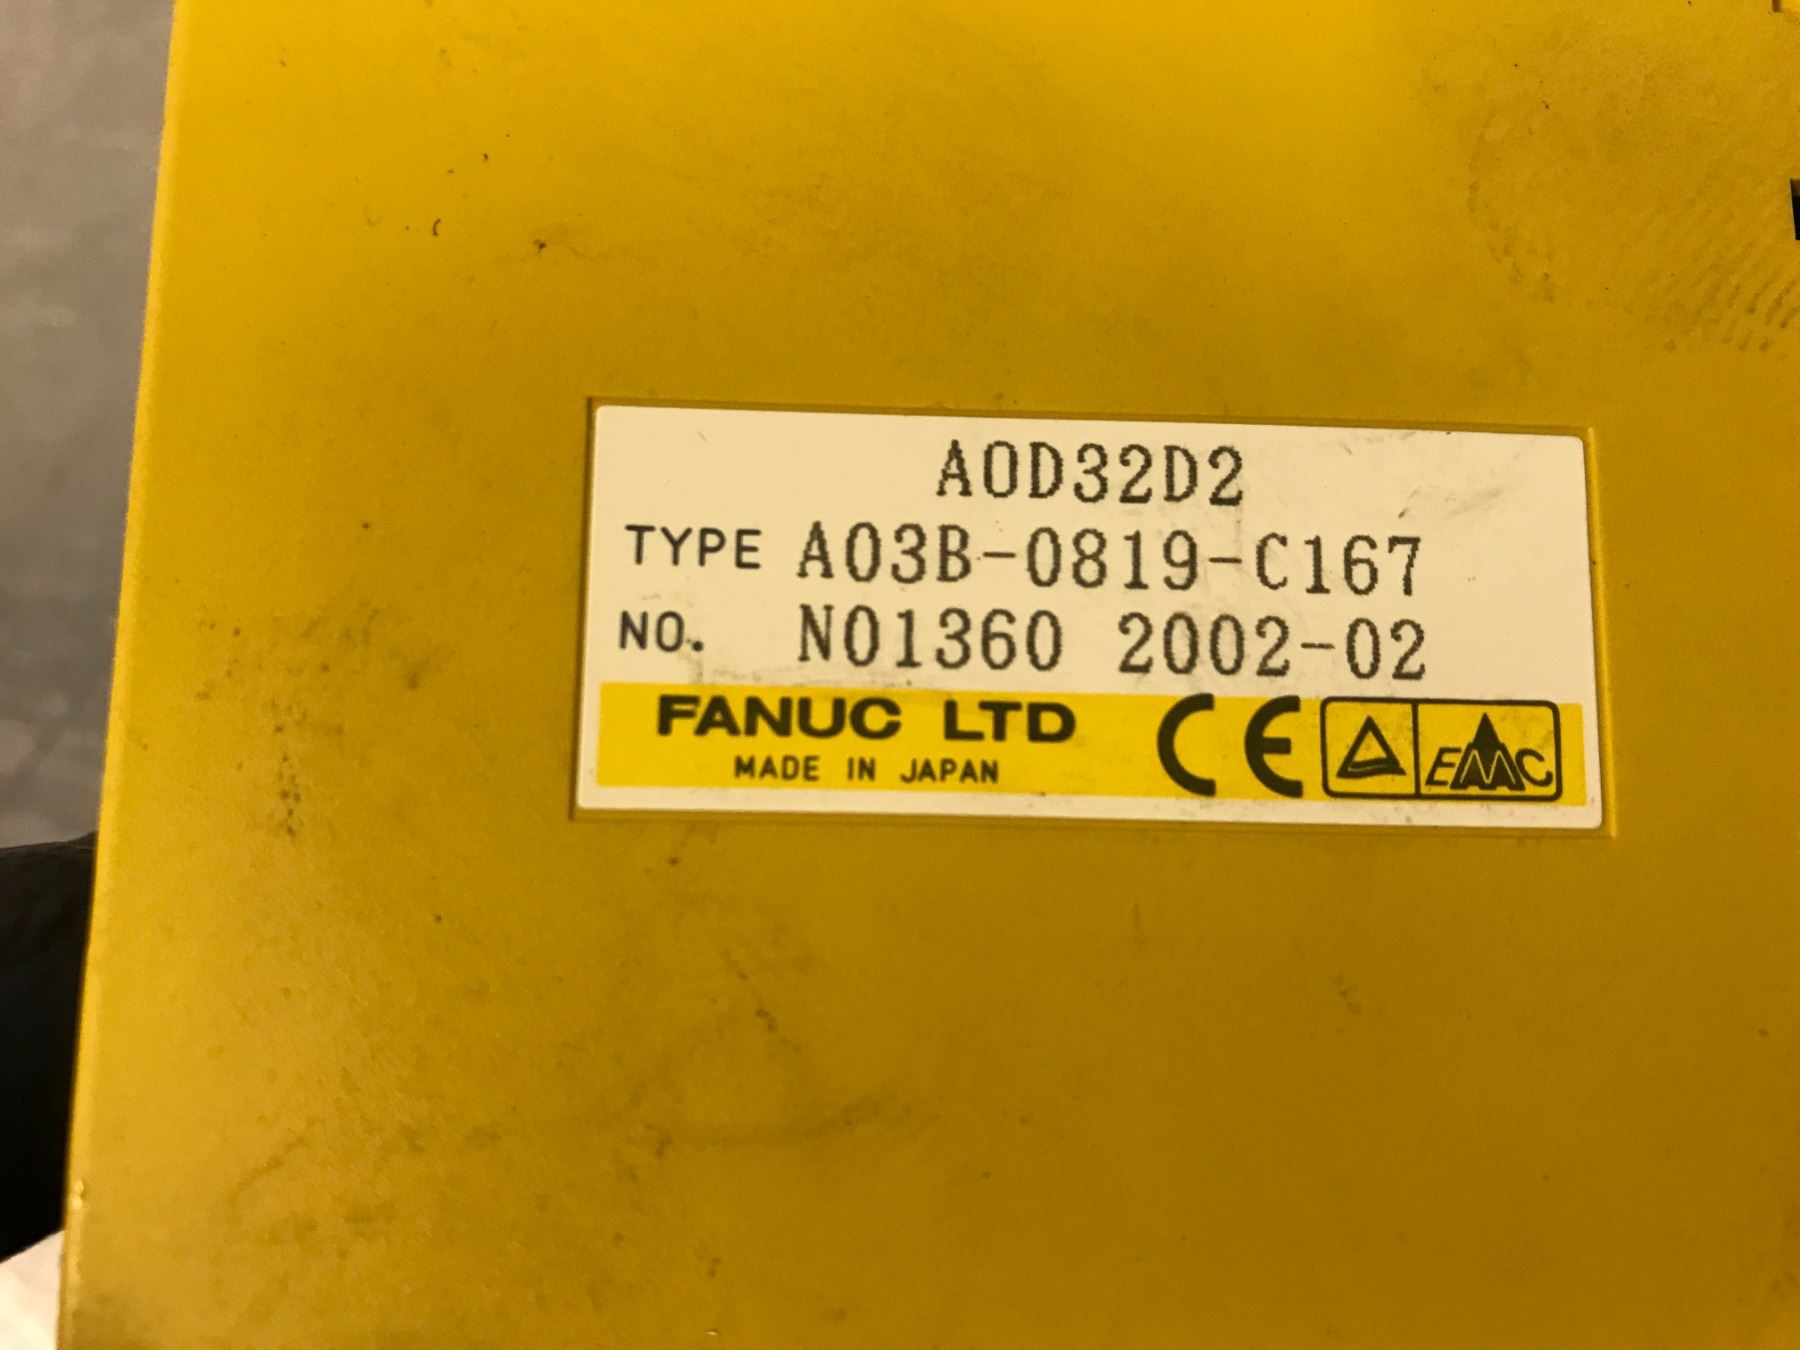 AOD32D2
TYPE A03B-0819-C167
NO. N01360 2002-02
FANUC LTD
MADE IN JAPAN
CE
EMC